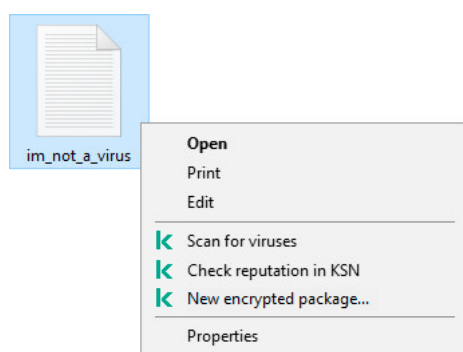 im_not_a_virus
Open
Print
Edit
Scan for viruses
Check reputation in KSN
New encrypted package...
Properties